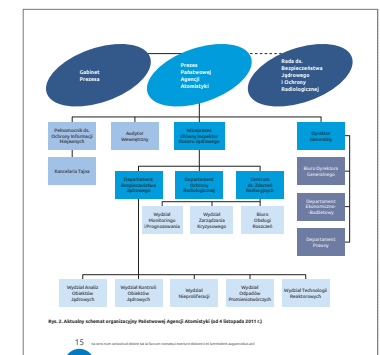 Gabinet
Prezesa
Prezes
Państwowej
Agencji
Atomistyki
Rada ds.
Bezpieczeństwa
Jądrowego
i Ochrony
Radiologicznej
Pełnomocnik ds.
Ochrony Informacji
Niejawnych
Audytor
Wewnętrzny
Wiceprezes
Główny Inspektor
Dozoru Jądrowego
Dyrektor
Generalny
Kancelaria Tajna
Departament
Bezpieczeństwa
Jądrowego
Departament
Ochrony
Radiologicznej
Centrum
ds. Zdarzeń
Radiacyjnych
Biuro Dyrektora
Generalnego
Departament
Ekonomiczno-
Budżetowy
Departament
Prawny
Wydział
Monitoringu
i Prognozowania
Wydział
Zarządzania
Kryzysowego
Biuro
Obsługi
Roszczeń
Wydział Analiz
Obiektów
Jądrowych
Wydział Kontroli
Obiektów
Jądrowych
Wydział
Nieproliferacji
Wydział
Odpadów
Promieniotwórczych
Wydział Technologii
Reaktorowych
Rys. 2. Aktualny schemat organizacyjny Państwowej Agencji Atomistyki (od 4 listopada 2011 r.)
15